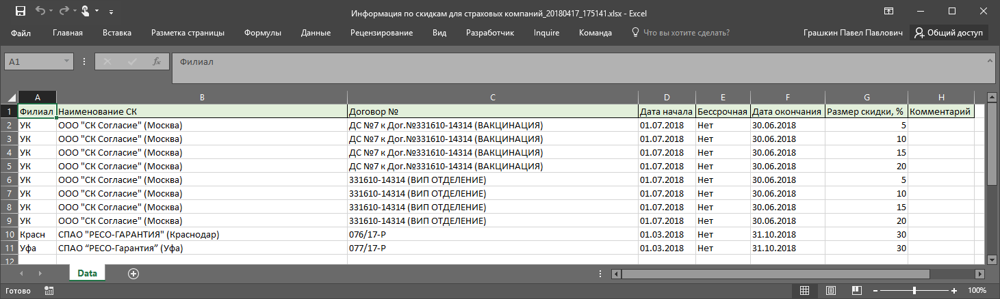 Информация по скидкам для страховых компаний_20180417_175141.xlsx - Excel
Файл Главная Вставка Разметка страницы Формулы Данные Рецензирование Вид Разработчик Inquire Команда Что вы хотите сделать? Грашкин Павел Павлович Общий доступ
A1 fx Филиал
A B C D E F G H
1 Филиал Наименование СК Договор № Дата начала Бессрочная Дата окончания Размер скидки, % Комментарий
2 УК ООО "СК Согласие" (Москва) ДС №7 к Дог.№331610-14314 (ВАКЦИНАЦИЯ) 01.07.2018 Нет 30.06.2018 5
3 УК ООО "СК Согласие" (Москва) ДС №7 к Дог.№331610-14314 (ВАКЦИНАЦИЯ) 01.07.2018 Нет 30.06.2018 10
4 УК ООО "СК Согласие" (Москва) ДС №7 к Дог.№331610-14314 (ВАКЦИНАЦИЯ) 01.07.2018 Нет 30.06.2018 15
5 УК ООО "СК Согласие" (Москва) ДС №7 к Дог.№331610-14314 (ВАКЦИНАЦИЯ) 01.07.2018 Нет 30.06.2018 20
6 УК ООО "СК Согласие" (Москва) 331610-14314 (ВИП ОТДЕЛЕНИЕ) 01.07.2018 Нет 30.06.2018 5
7 УК ООО "СК Согласие" (Москва) 331610-14314 (ВИП ОТДЕЛЕНИЕ) 01.07.2018 Нет 30.06.2018 10
8 УК ООО "СК Согласие" (Москва) 331610-14314 (ВИП ОТДЕЛЕНИЕ) 01.07.2018 Нет 30.06.2018 15
9 УК ООО "СК Согласие" (Москва) 331610-14314 (ВИП ОТДЕЛЕНИЕ) 01.07.2018 Нет 30.06.2018 20
10 Красн СПАО "РЕСО-ГАРАНТИЯ" (Краснодар) 076/17-Р 01.03.2018 Нет 31.10.2018 30
11 Уфа СПАО “РЕСО-Гарантия” (Уфа) 077/17-Р 01.03.2018 Нет 31.10.2018 30
12
Data
Готово 100%